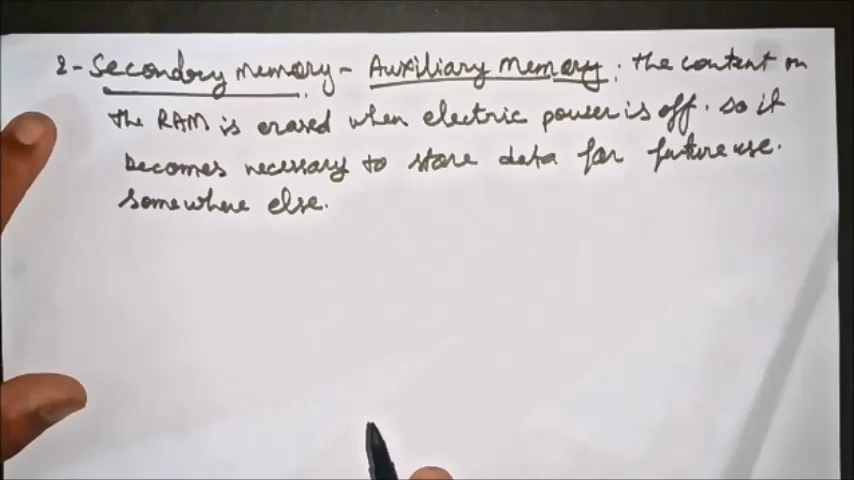 2- Secondry memory - Auxiliary memory: the content on
the RAM is erased when electric power is off. so it
becomes necessary to store data for future use.
somewhere else.